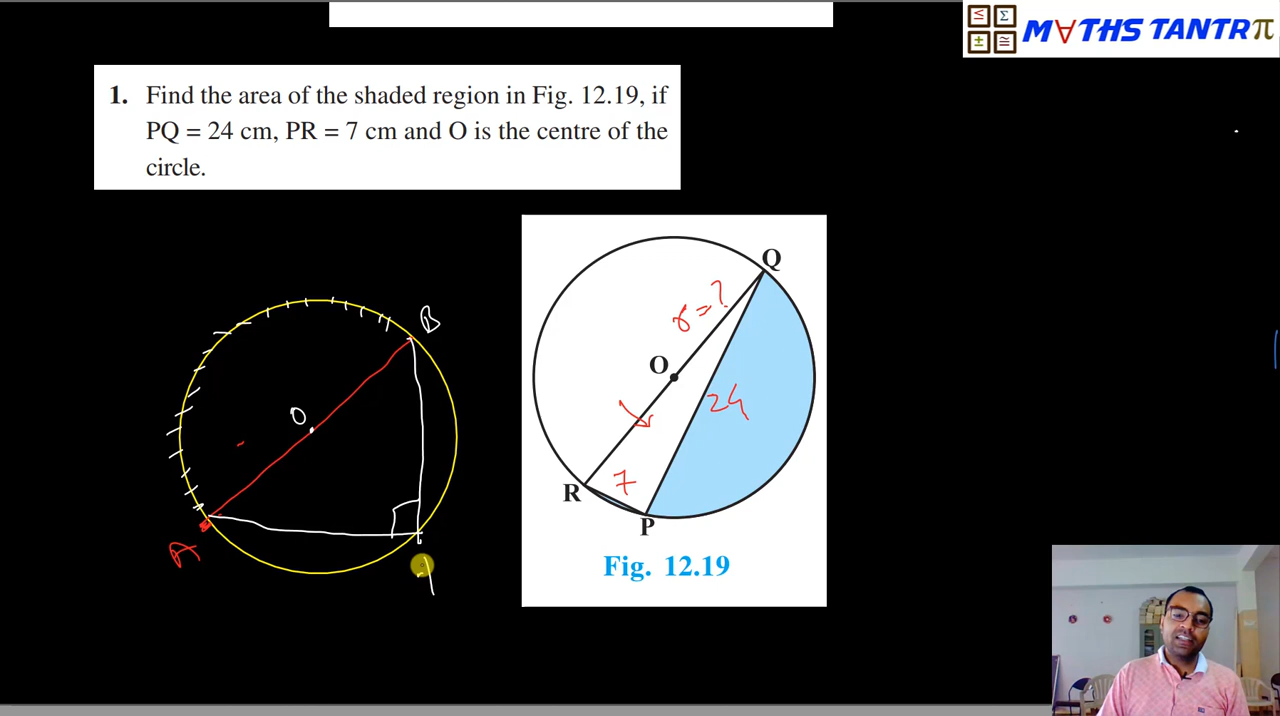 M∀THS TANTRπ
≤ Σ
± ≅
1. Find the area of the shaded region in Fig. 12.19, if
PQ = 24 cm, PR = 7 cm and O is the centre of the
circle.
Q
r = ?
O
24
7
R
P
Fig. 12.19
B
O
A